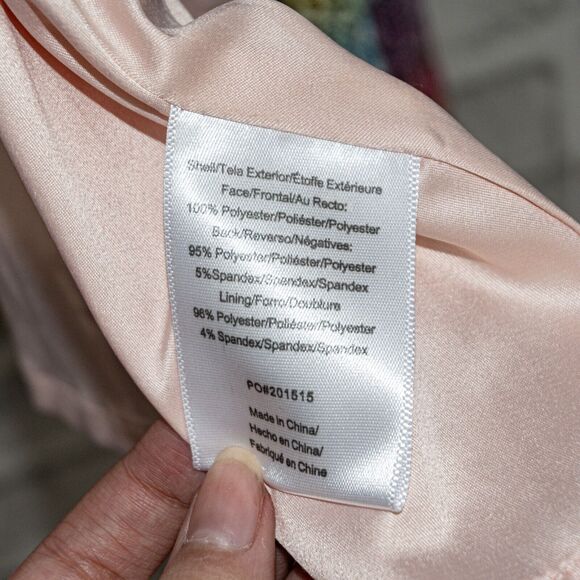 Shell/Tela Exterior/Étoffe Extérieure
Face/Frontal/Au Recto:
100% Polyester/Poliéster/Polyester
Back/Reverso/Négatives:
95% Polyester/Poliéster/Polyester
5%Spandex/Spandex/Spandex
Lining/Forro/Doublure
96% Polyester/Poliéster/Polyester
4% Spandex/Spandex/Spandex
PO#201515
Made in China/
Hecho en China/
Fabriqué en Chine